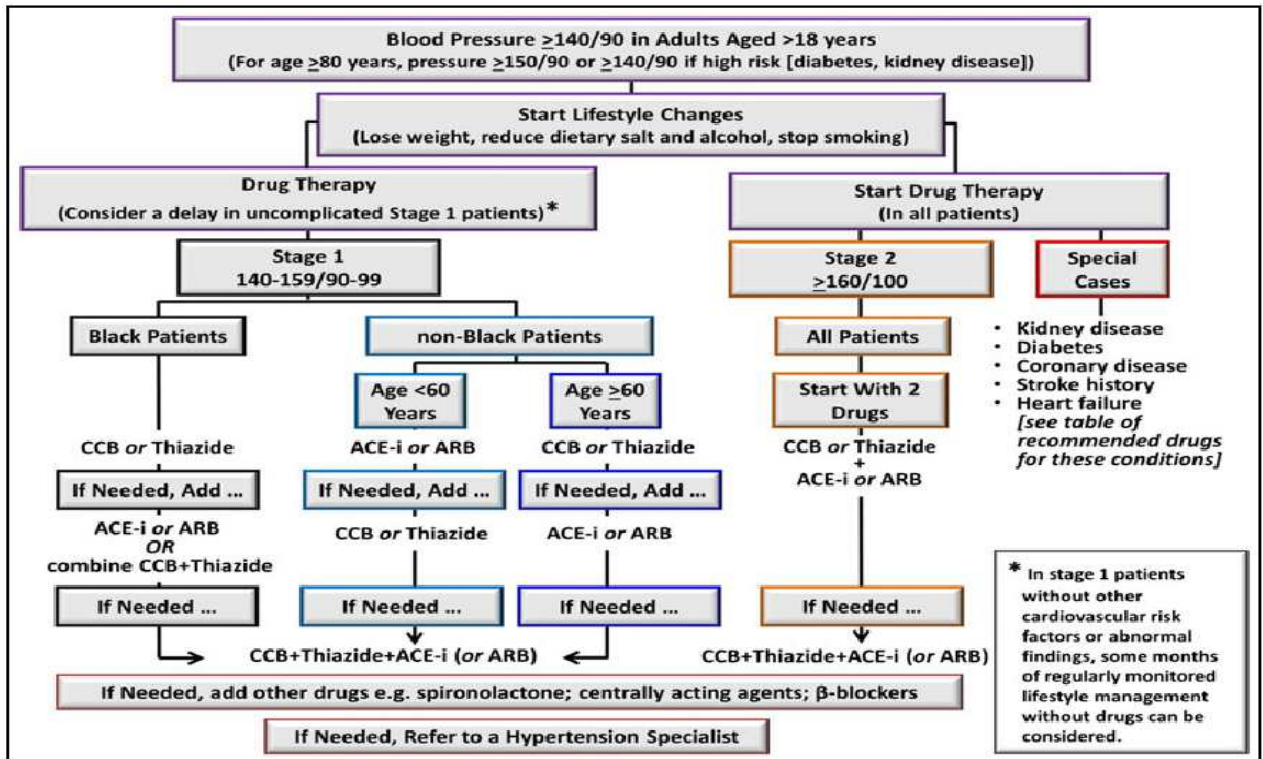 Blood Pressure ≥140/90 in Adults Aged >18 years
(For age ≥80 years, pressure ≥150/90 or ≥140/90 if high risk [diabetes, kidney disease])
Start Lifestyle Changes
(Lose weight, reduce dietary salt and alcohol, stop smoking)
Drug Therapy
(Consider a delay in uncomplicated Stage 1 patients)*
Start Drug Therapy
(In all patients)
Stage 1
140-159/90-99
Stage 2
≥160/100
Special
Cases
Black Patients
non-Black Patients
All Patients
Age <60
Years
Age ≥60
Years
Start With 2
Drugs
• Kidney disease
• Diabetes
• Coronary disease
• Stroke history
• Heart failure
[see table of
recommended drugs
for these conditions]
CCB or Thiazide
ACE-i or ARB
CCB or Thiazide
CCB or Thiazide
+
ACE-i or ARB
If Needed, Add ...
If Needed, Add ...
If Needed, Add ...
ACE-i or ARB
OR
combine CCB+Thiazide
CCB or Thiazide
ACE-i or ARB
If Needed ...
If Needed ...
If Needed ...
If Needed ...
CCB+Thiazide+ACE-i (or ARB)
CCB+Thiazide+ACE-i (or ARB)
If Needed, add other drugs e.g. spironolactone; centrally acting agents; β-blockers
If Needed, Refer to a Hypertension Specialist
* In stage 1 patients
without other
cardiovascular risk
factors or abnormal
findings, some months
of regularly monitored
lifestyle management
without drugs can be
considered.